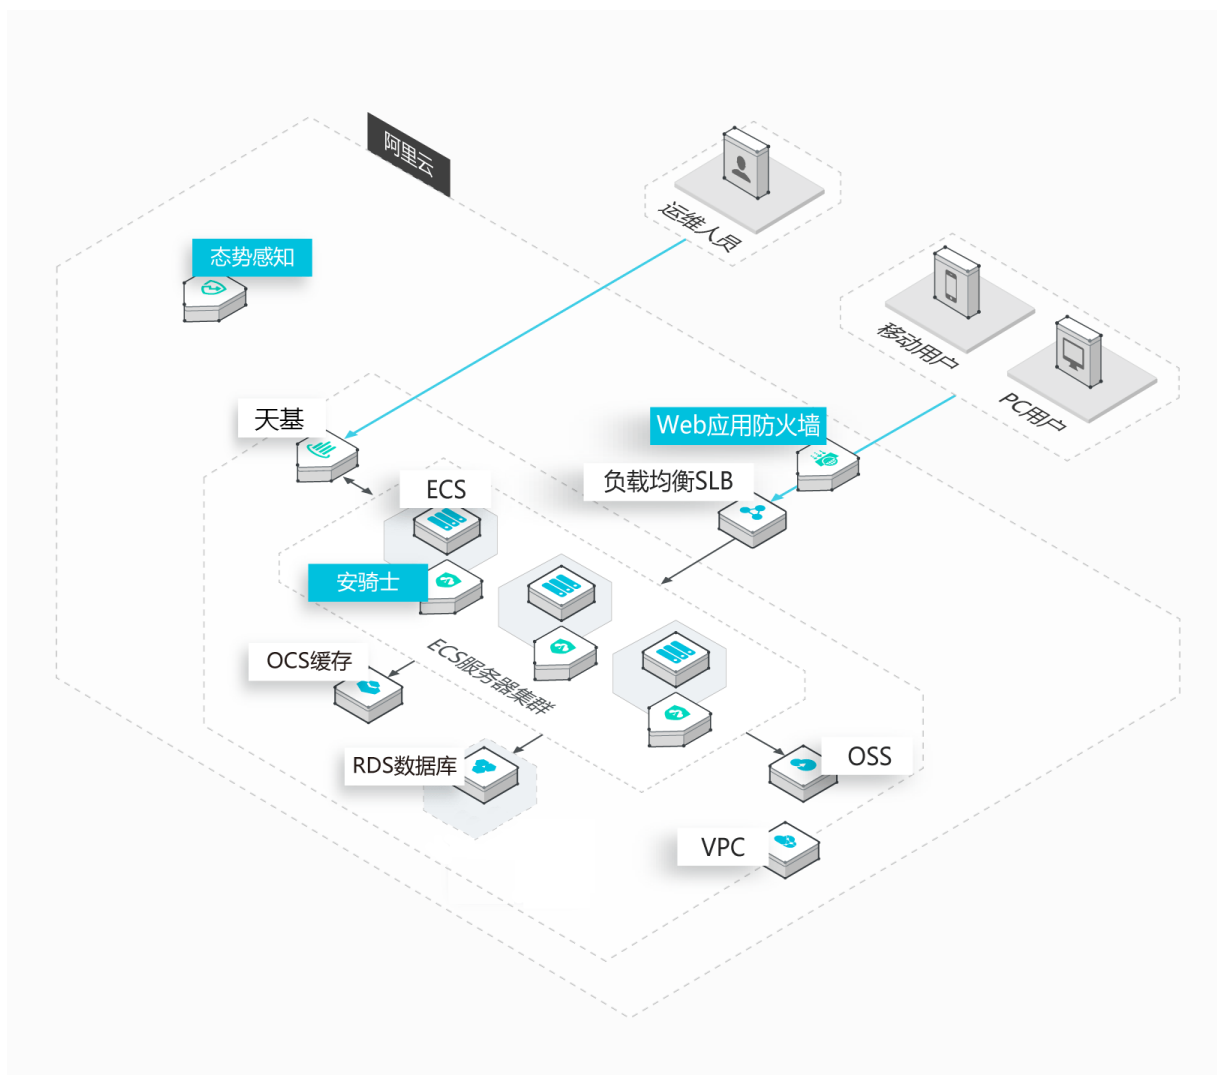 阿里云
运维人员
态势感知
移动用户
PC用户
天基
Web应用防火墙
负载均衡SLB
ECS
安骑士
OCS缓存
ECS服务器集群
RDS数据库
OSS
VPC